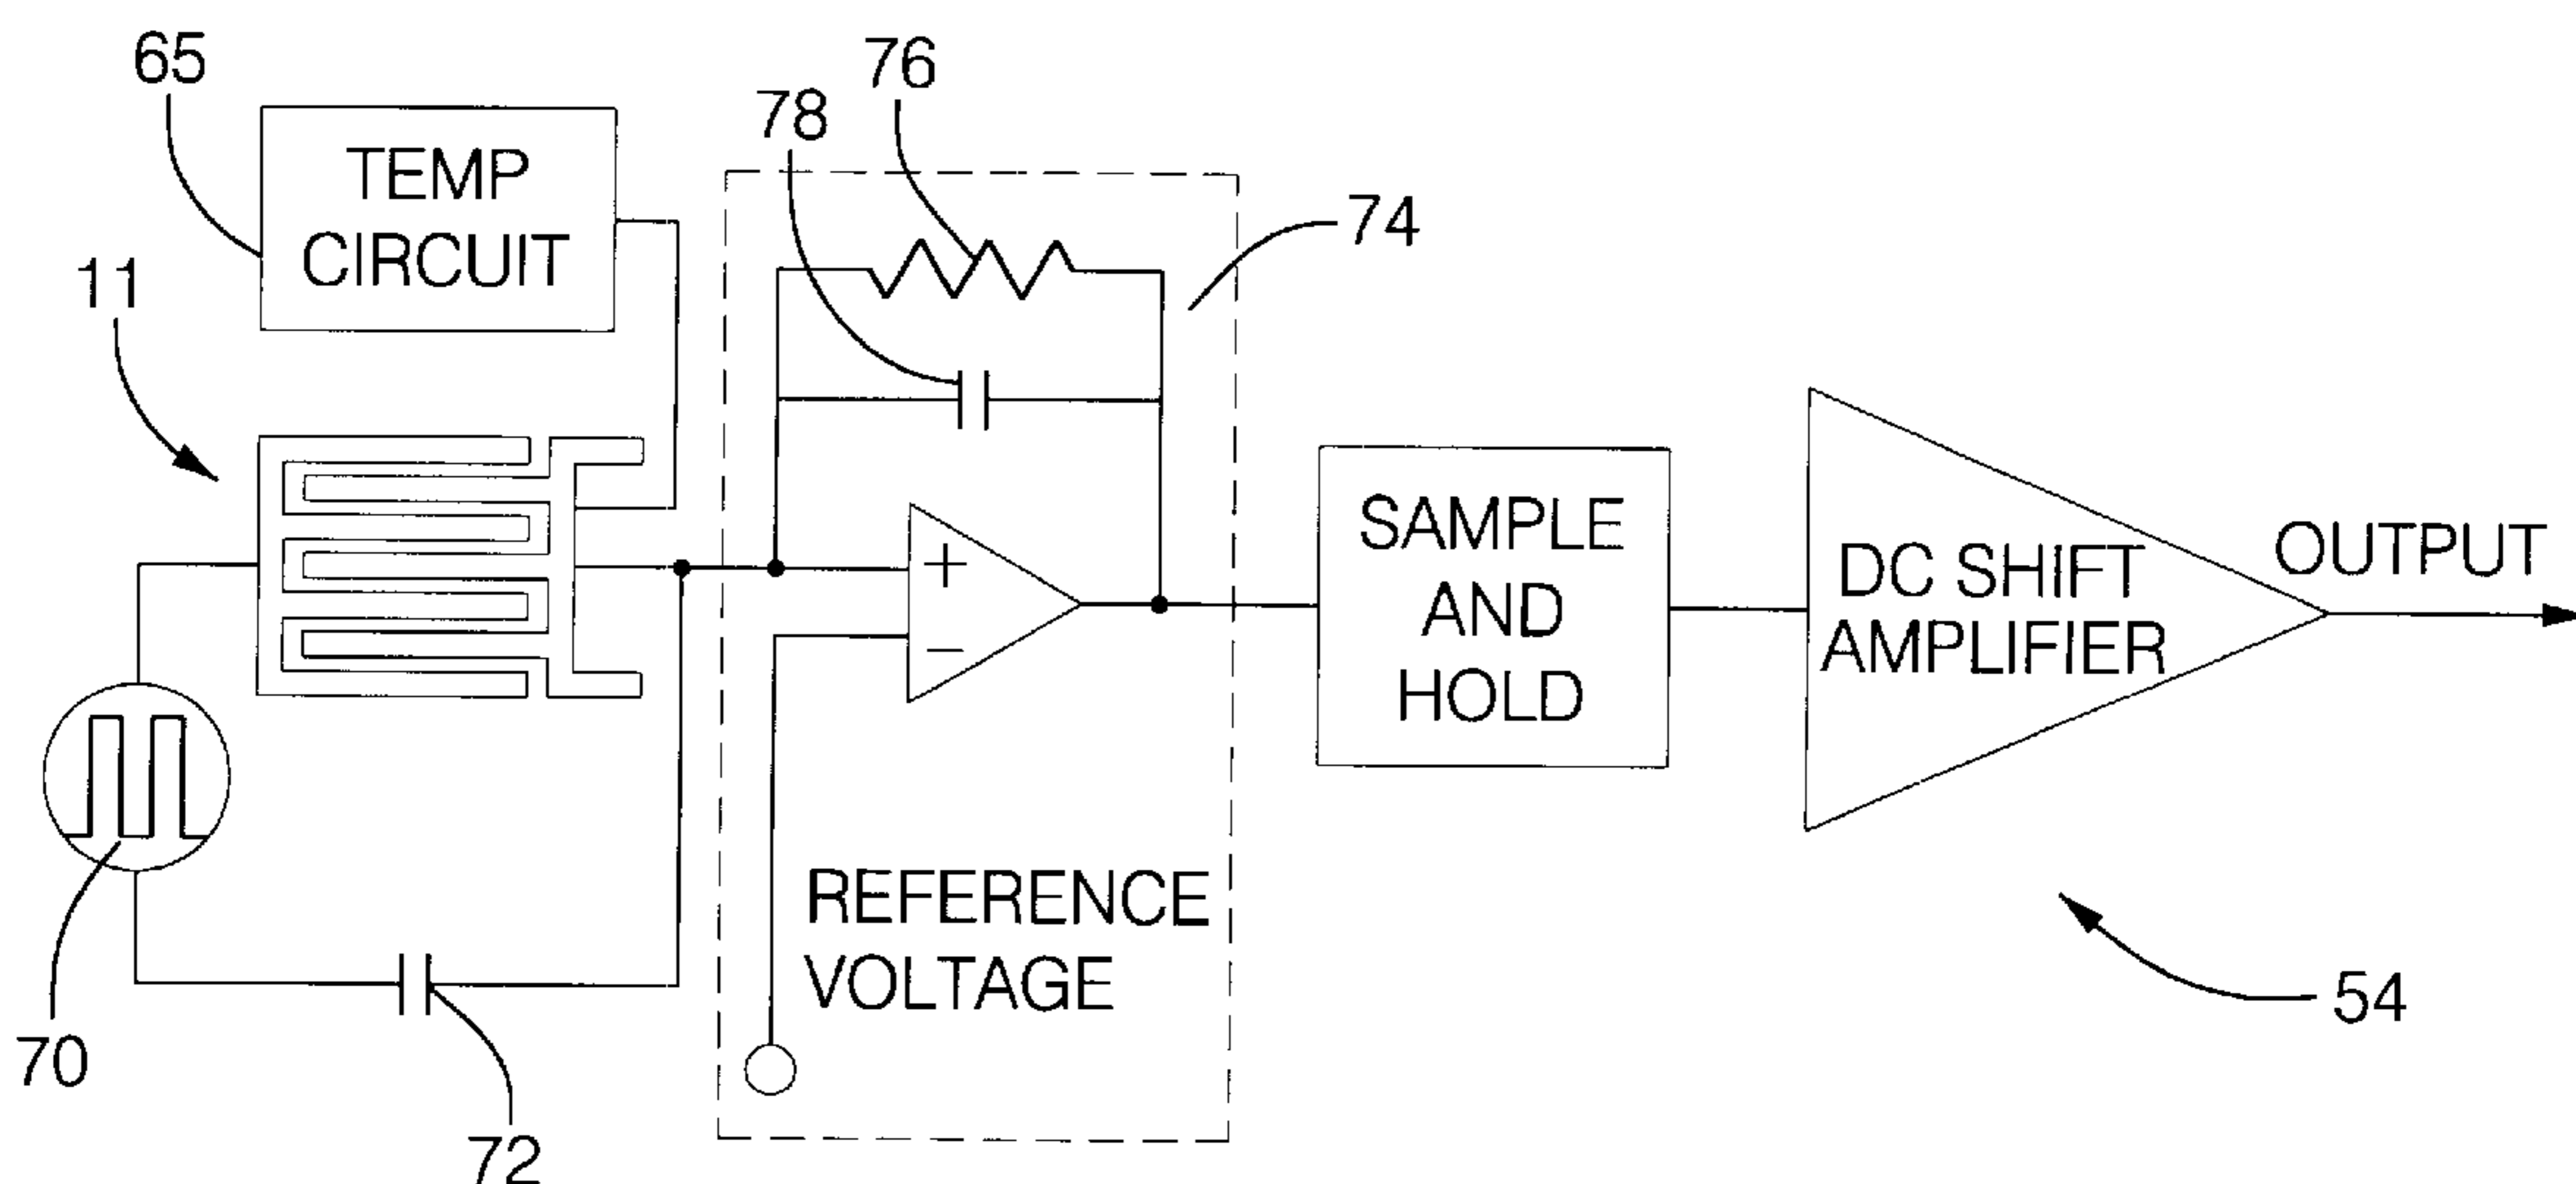 65
TEMP
CIRCUIT
11
76
78
74
+
−
SAMPLE
AND
HOLD
DC SHIFT
AMPLIFIER
OUTPUT
REFERENCE
VOLTAGE
70
72
54